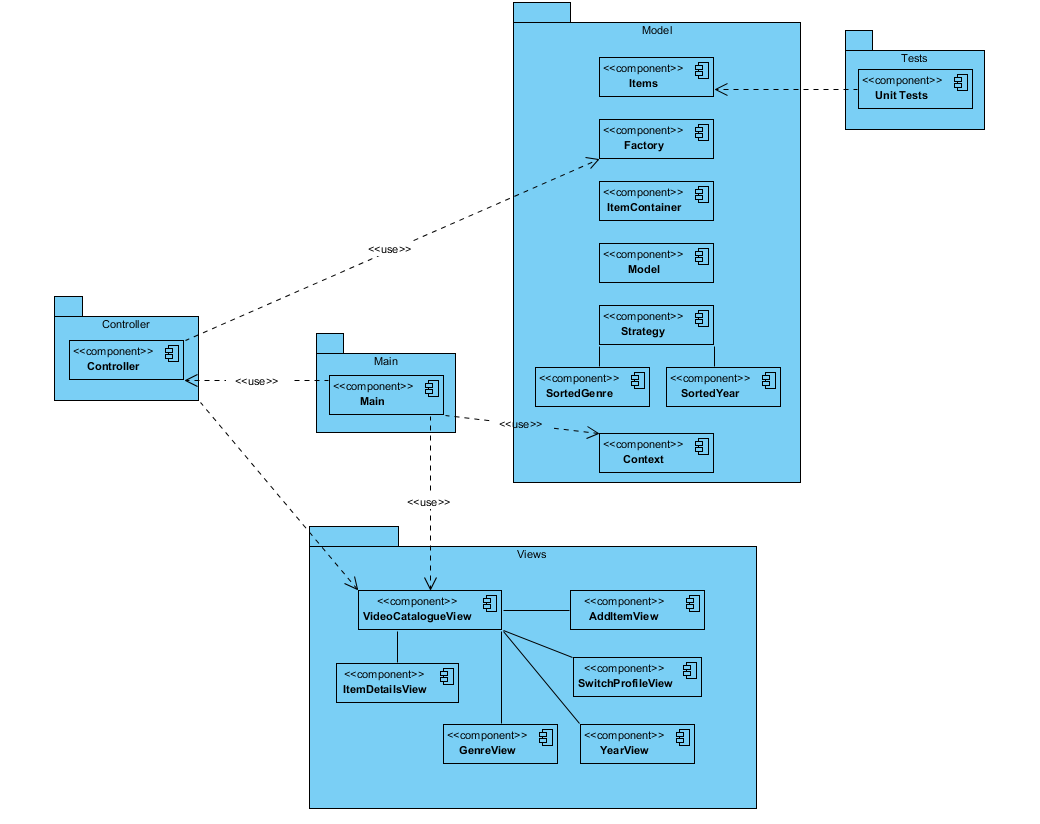 Model
<<component>>
Items
<<component>>
Factory
<<component>>
ItemContainer
<<component>>
Model
<<component>>
Strategy
<<component>>
SortedGenre
<<component>>
SortedYear
<<component>>
Context
Tests
<<component>>
Unit Tests
<<use>>
Controller
<<component>>
Controller
<<use>>
Main
<<component>>
Main
<<use>>
<<use>>
Views
<<component>>
VideoCatalogueView
<<component>>
AddItemView
<<component>>
ItemDetailsView
<<component>>
SwitchProfileView
<<component>>
GenreView
<<component>>
YearView